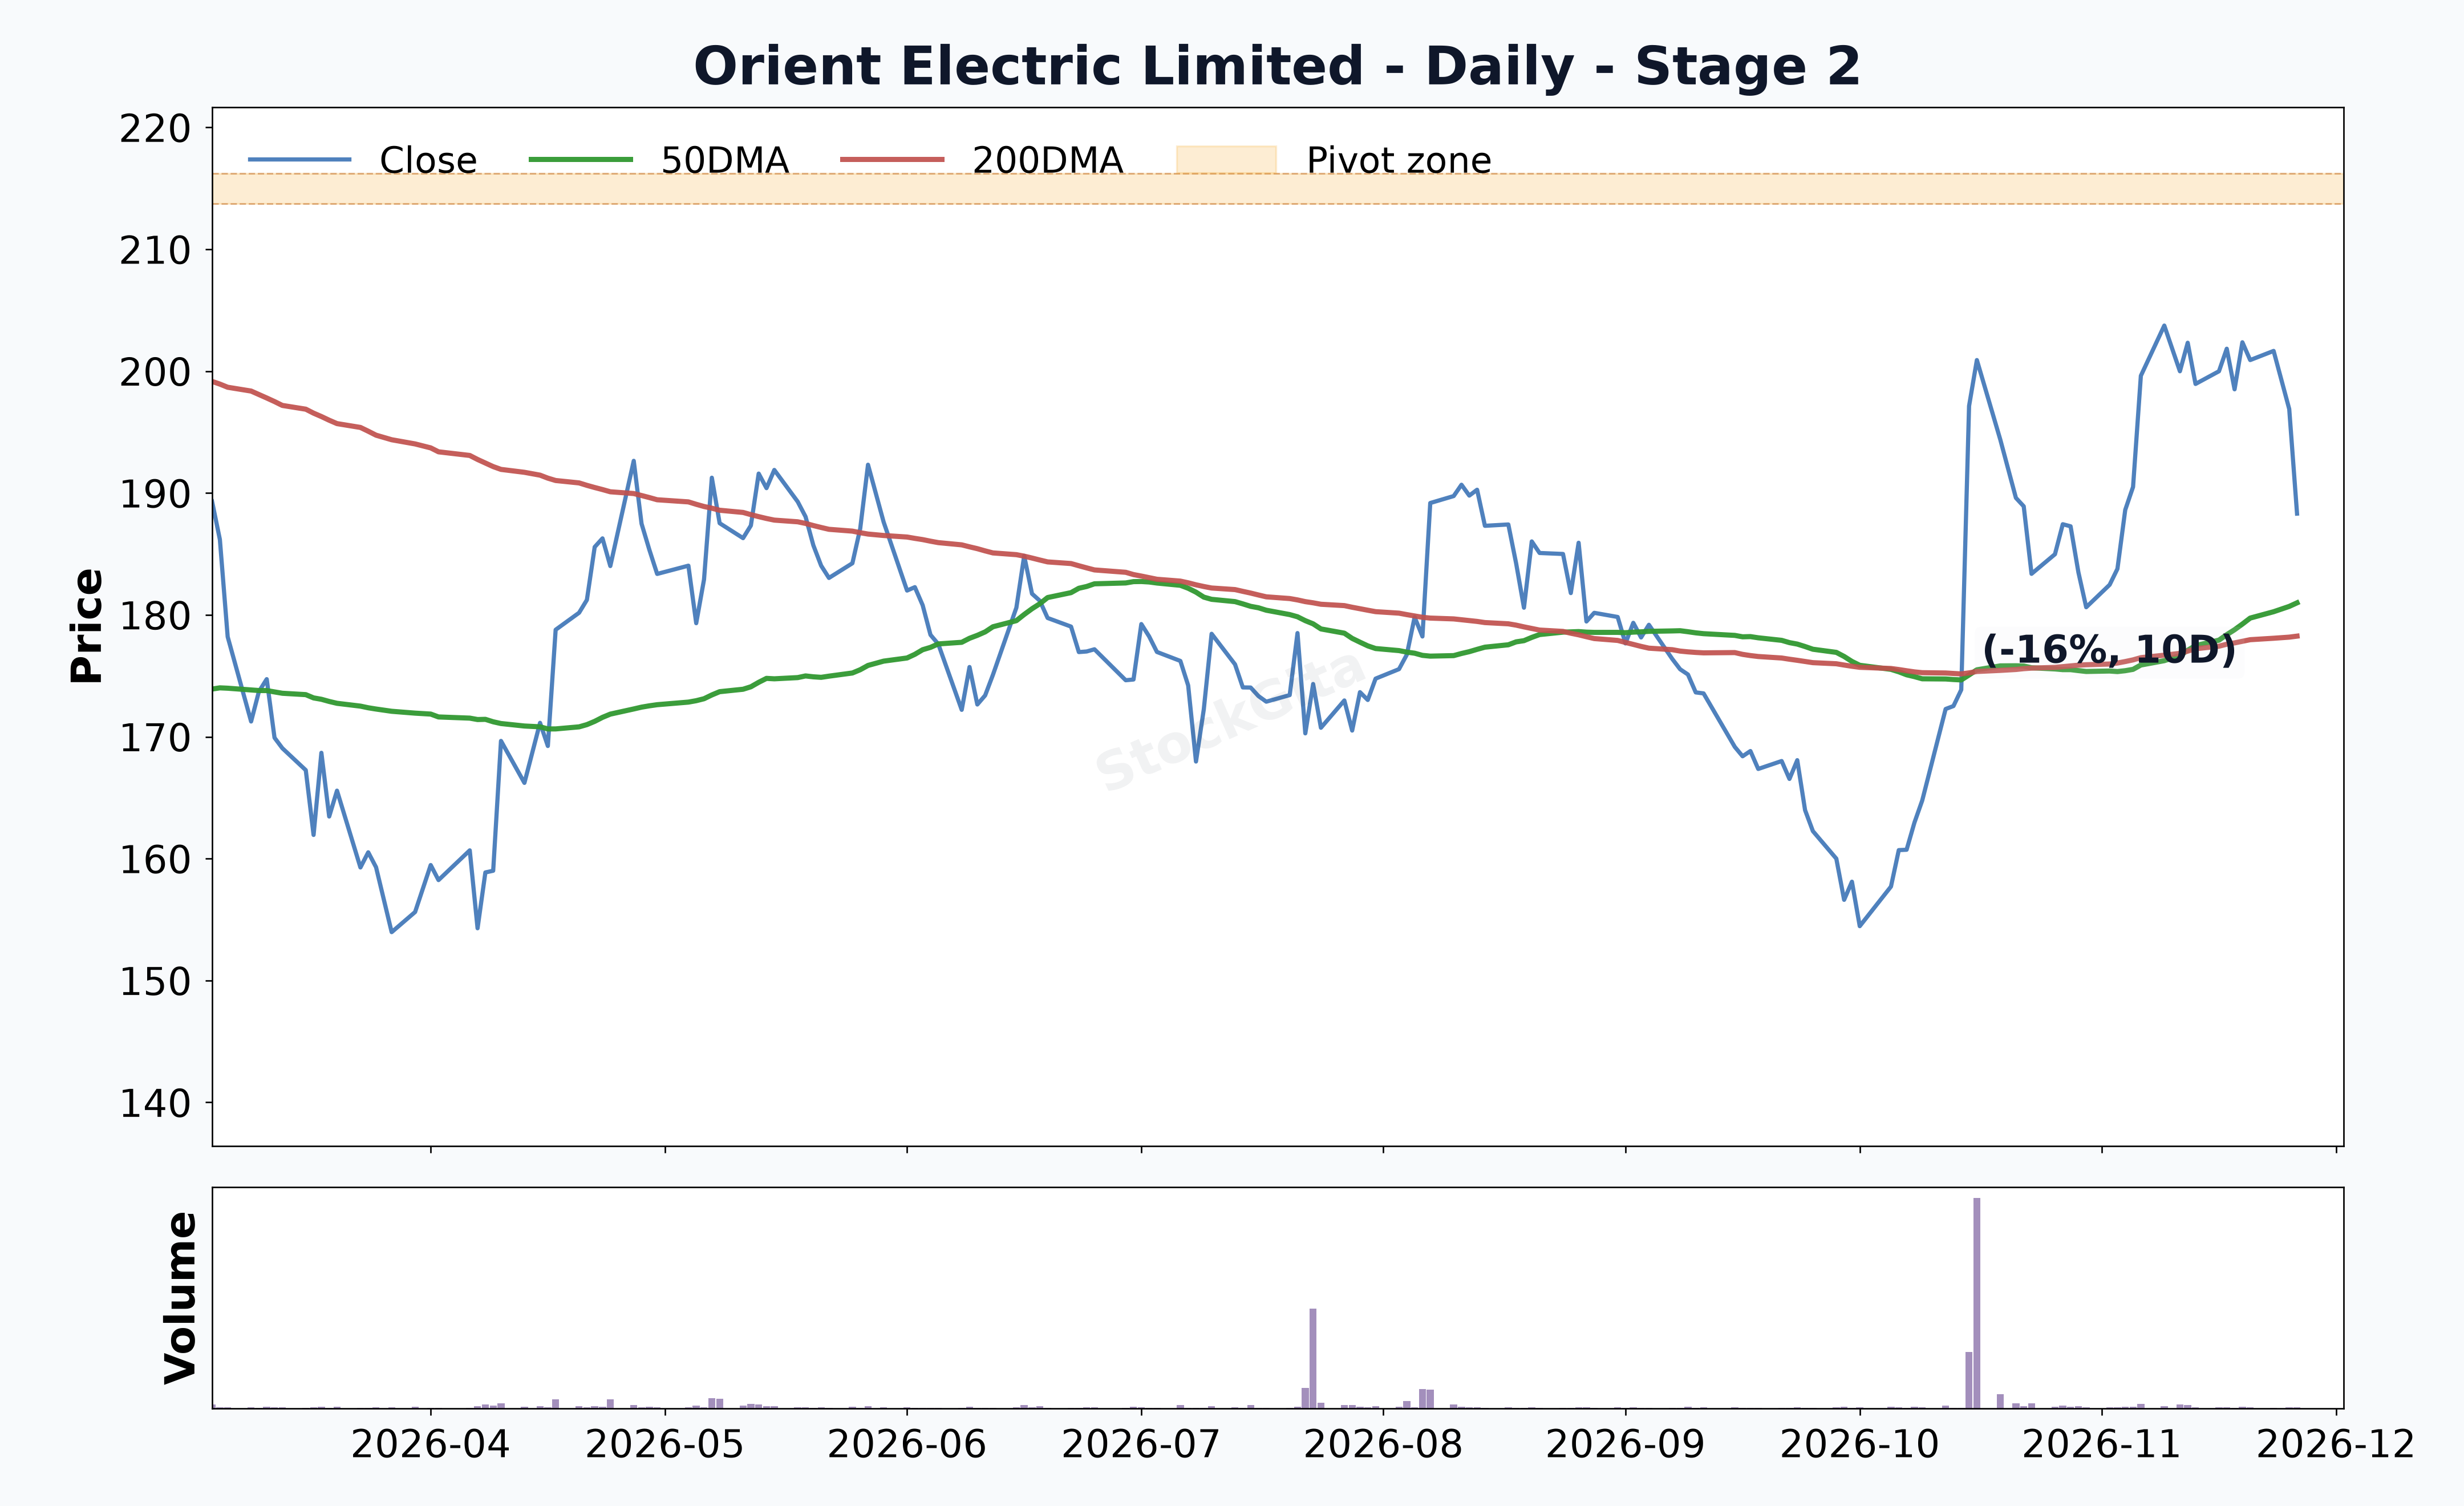 Orient Electric Limited - Daily - Stage 2
Close 50DMA 200DMA Pivot zone
220
210
200
190
180
170
160
150
140
Price
(-16%, 10D)
StockGita
Volume
2026-04 2026-05 2026-06 2026-07 2026-08 2026-09 2026-10 2026-11 2026-12